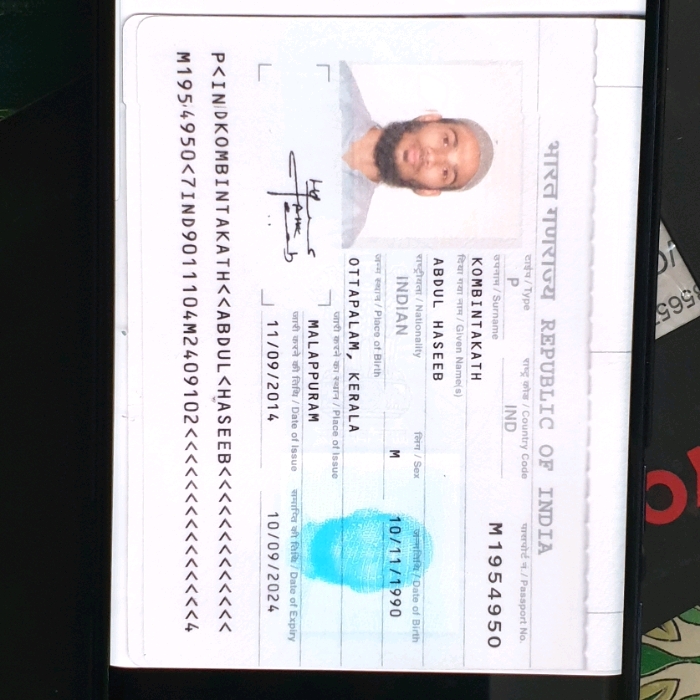 भारत गणराज्य REPUBLIC OF INDIA
टाईप / Type
राष्ट्र कोड / Country Code
पासपोर्ट न. / Passport No.
P
IND
M1954950
उपनाम / Surname
KOMBINTAKATH
दिया गया नाम / Given Name(s)
ABDUL HASEEB
राष्ट्रीयता / Nationality
लिंग / Sex
जन्मतिथि / Date of Birth
INDIAN
M
10/11/1990
जन्म स्थान / Place of Birth
OTTAPALAM, KERALA
जारी करने का स्थान / Place of Issue
MALAPPURAM
जारी करने की तिथि / Date of Issue
समाप्ति की तिथि / Date of Expiry
11/09/2014
10/09/2024
P<INDKOMBINTAKATH<<ABDUL<HASEEB<<<<<<<<<<<<<
M1954950<7IND9011104M2409102<<<<<<<<<<<<<<<4